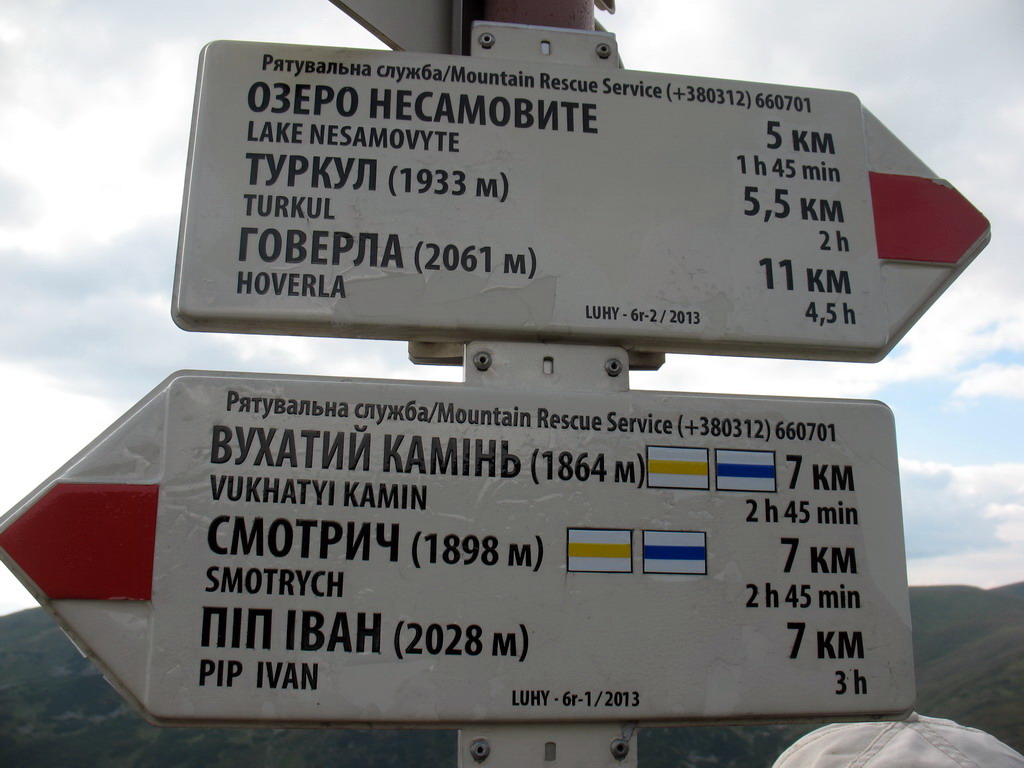 Рятувальна служба/Mountain Rescue Service (+380312) 660701
ОЗЕРО НЕСАМОВИТЕ 5 км
LAKE NESAMOVYTE 1 h 45 min
ТУРКУЛ (1933 м) 5,5 км
TURKUL 2 h
ГОВЕРЛА (2061 м) 11 км
HOVERLA 4,5 h
LUHY - 6r-2 / 2013
Рятувальна служба/Mountain Rescue Service (+380312) 660701
ВУХАТИЙ КАМІНЬ (1864 м) 7 км
VUKHATYI KAMIN 2 h 45 min
СМОТРИЧ (1898 м) 7 км
SMOTRYCH 2 h 45 min
ПІП ІВАН (2028 м) 7 км
PIP IVAN 3 h
LUHY - 6r-1 / 2013